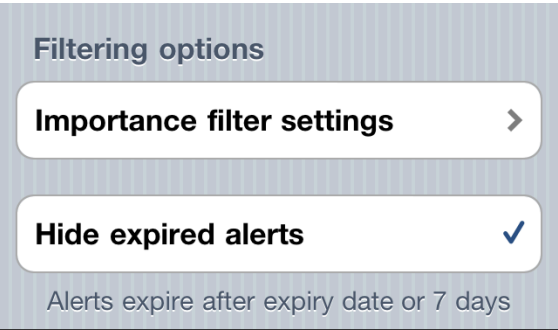 Filtering options
Importance filter settings
Hide expired alerts
Alerts expire after expiry date or 7 days